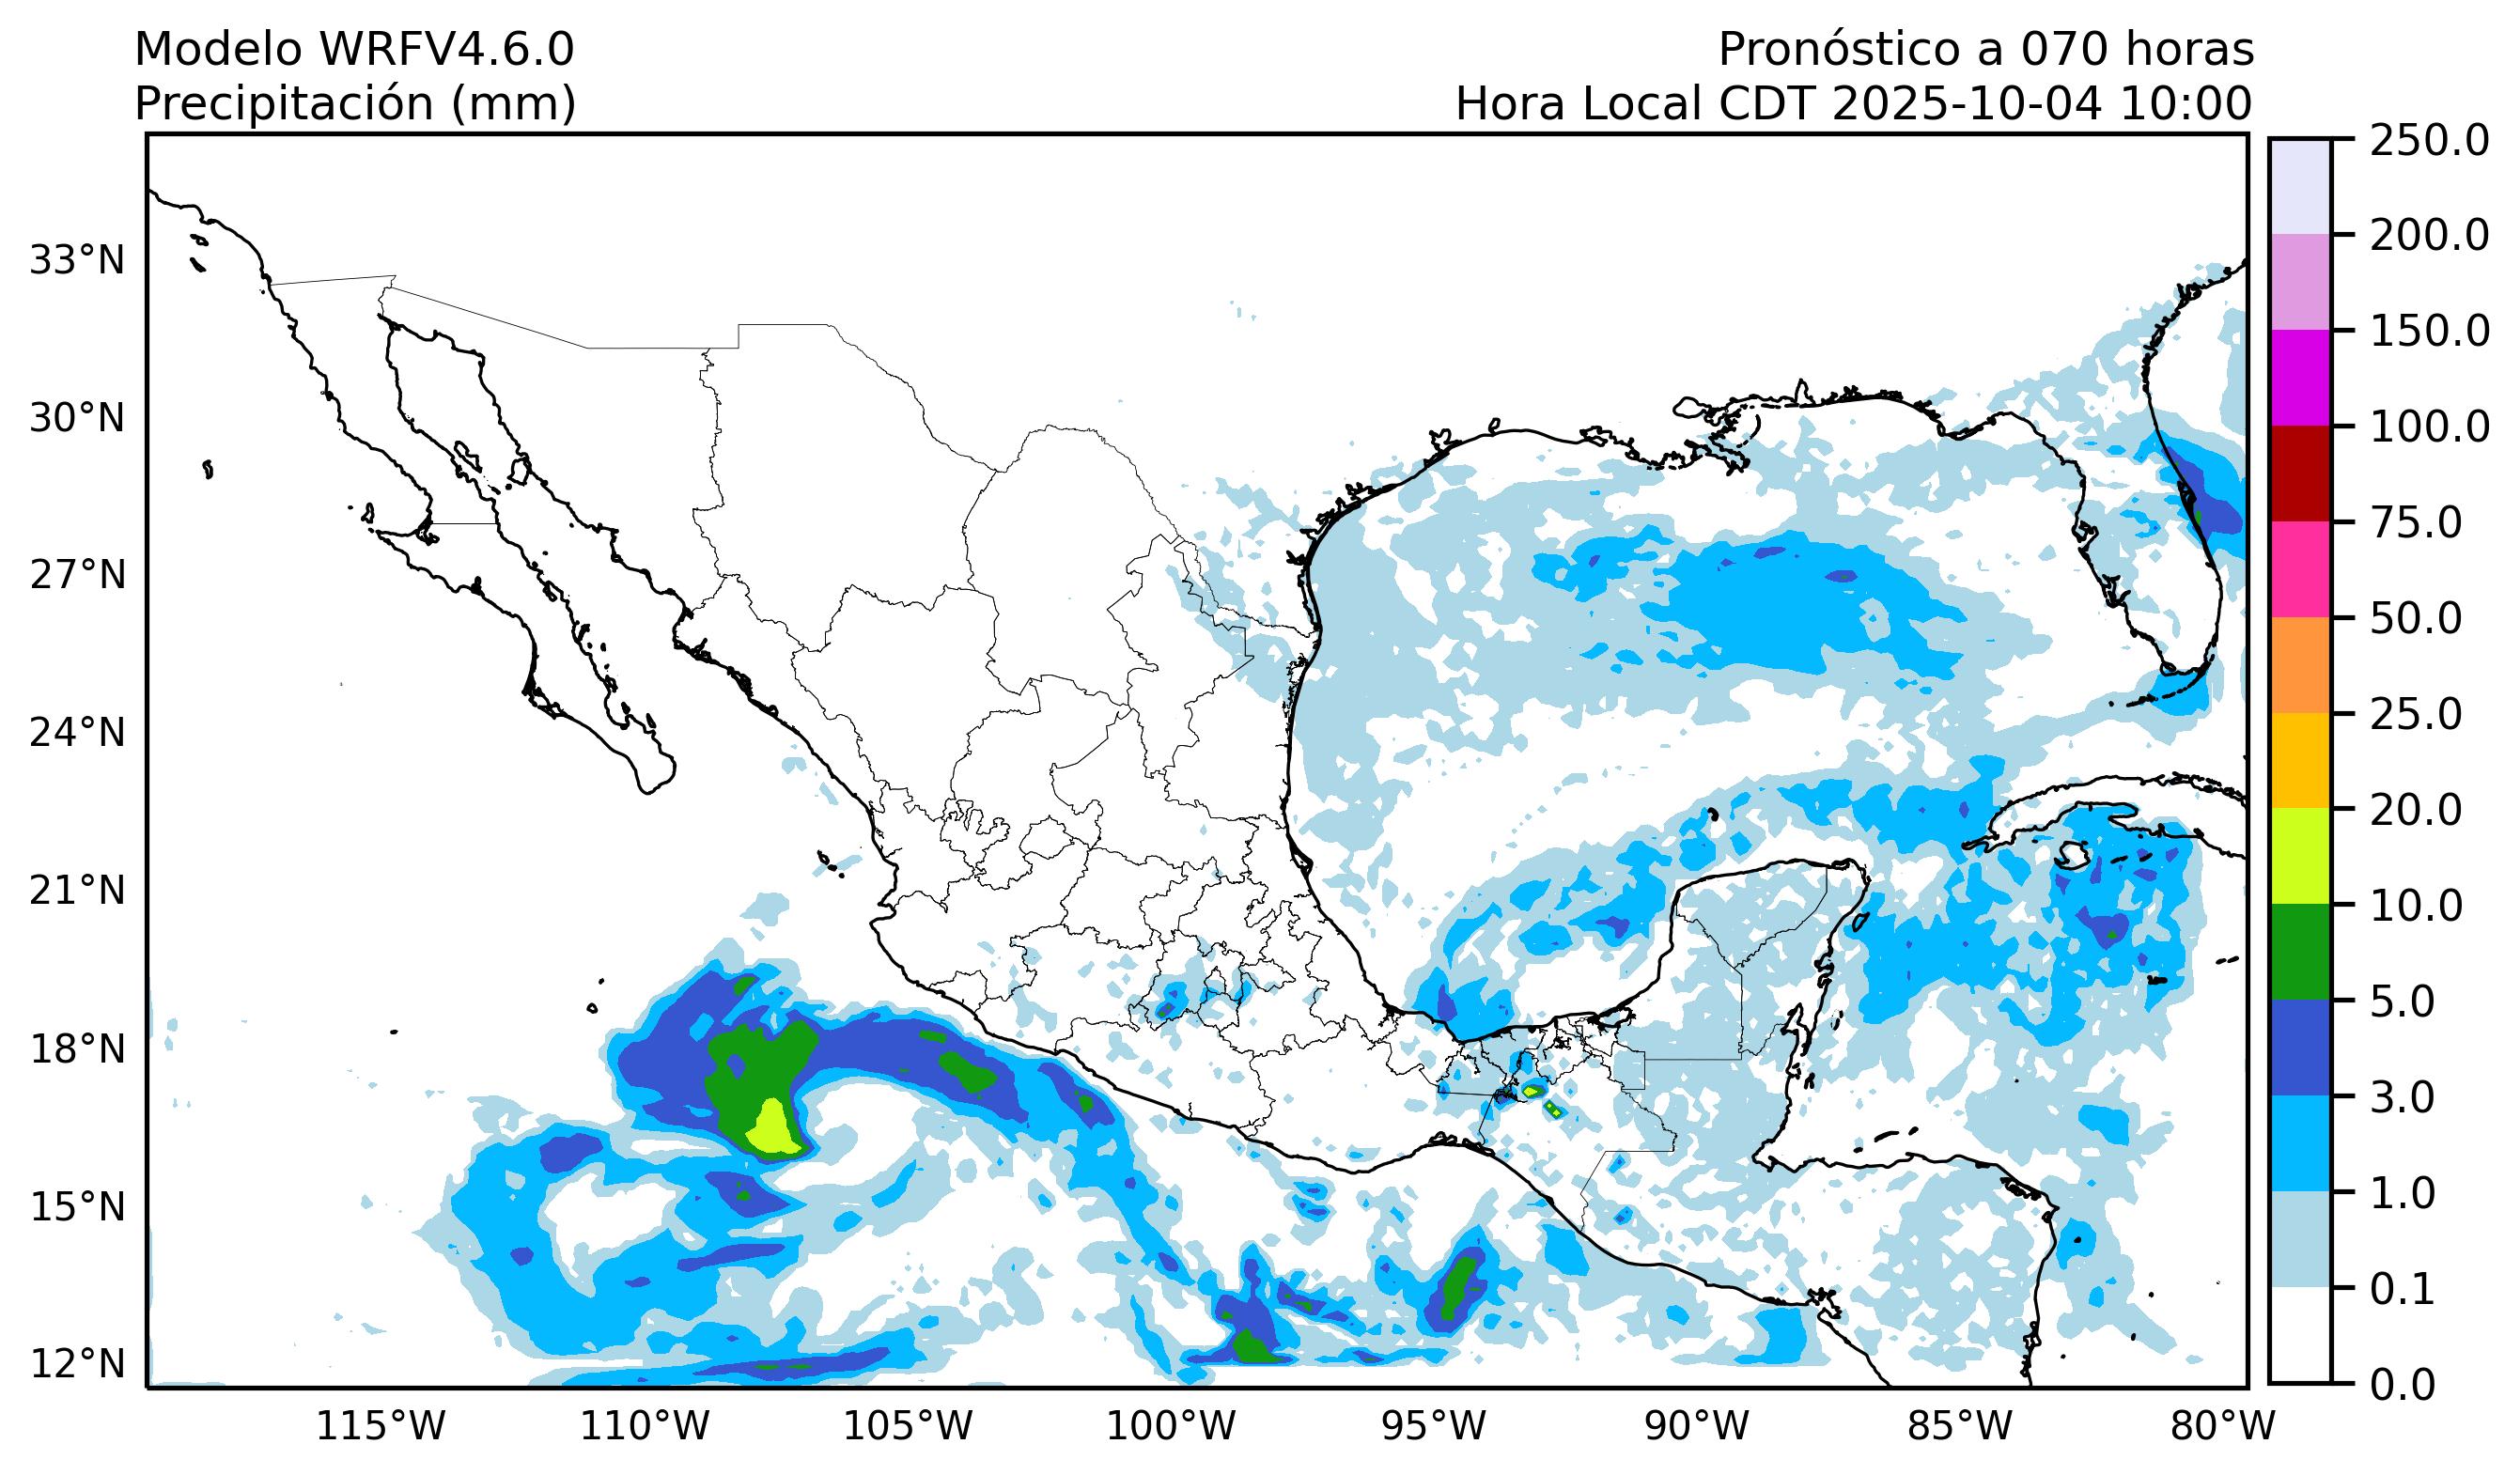 Modelo WRFV4.6.0
Precipitación (mm)
Pronóstico a 070 horas
Hora Local CDT 2025-10-04 10:00
33°N
30°N
27°N
24°N
21°N
18°N
15°N
12°N
115°W
110°W
105°W
100°W
95°W
90°W
85°W
80°W
250.0
200.0
150.0
100.0
75.0
50.0
25.0
20.0
10.0
5.0
3.0
1.0
0.1
0.0